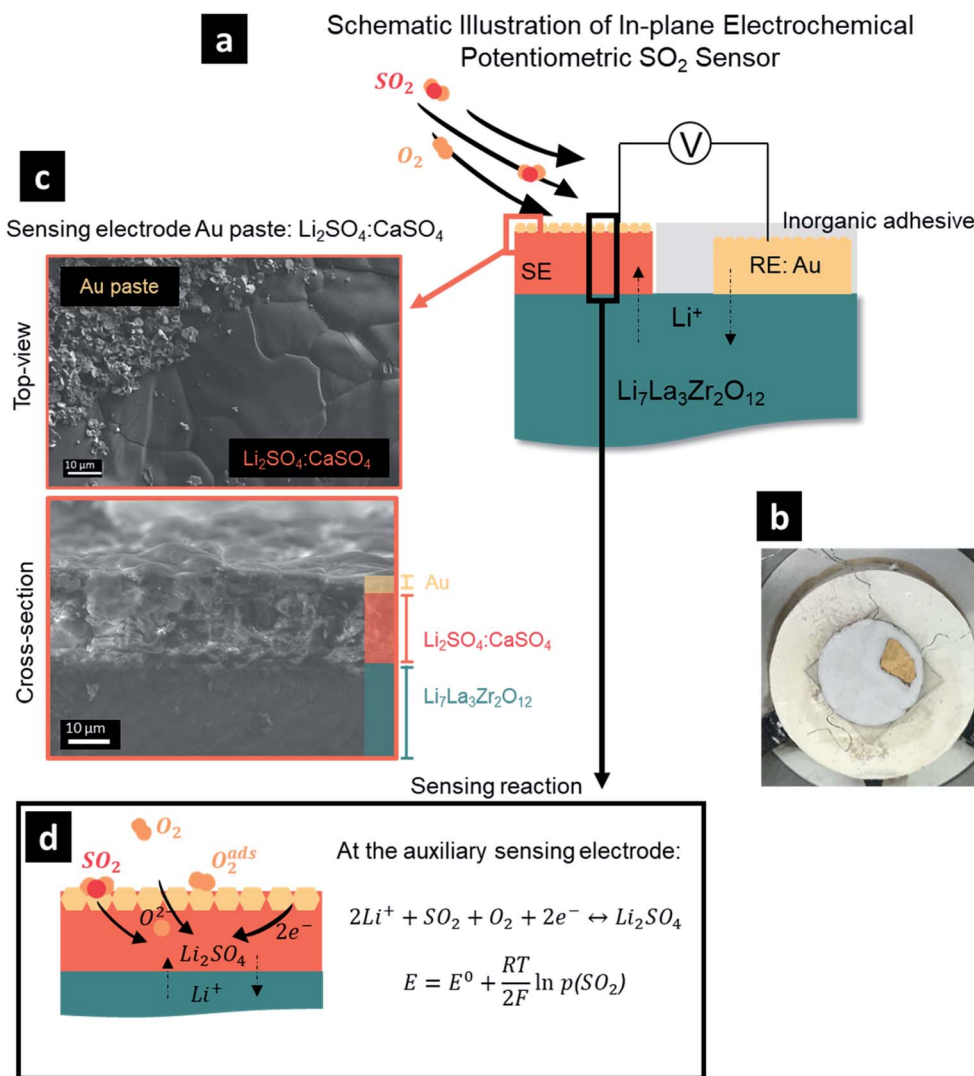 a
Schematic Illustration of In-plane Electrochemical
Potentiometric SO₂ Sensor
SO₂
O₂
V
Inorganic adhesive
SE
RE: Au
Li⁺
Li₇La₃Zr₂O₁₂
c
Sensing electrode Au paste: Li₂SO₄:CaSO₄
Top-view
Au paste
10 µm
Li₂SO₄:CaSO₄
Cross-section
10 µm
Au
Li₂SO₄:CaSO₄
Li₇La₃Zr₂O₁₂
b
Sensing reaction
d
O₂
SO₂
O₂ᵃᵈˢ
O²⁻
2e⁻
Li₂SO₄
Li⁺
At the auxiliary sensing electrode:
2Li⁺ + SO₂ + O₂ + 2e⁻ ↔ Li₂SO₄
E = E⁰ + RT/2F ln p(SO₂)